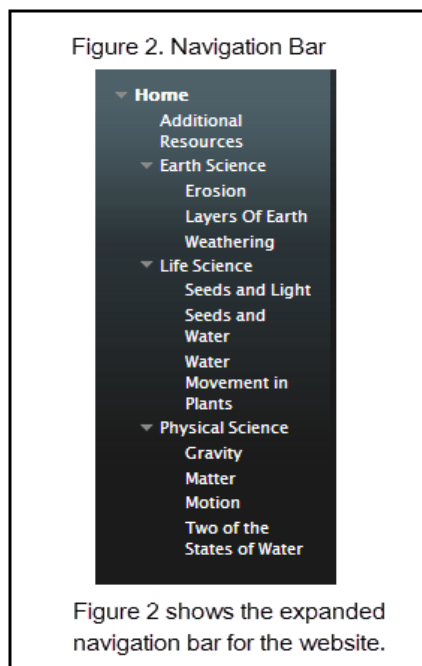 Figure 2. Navigation Bar
Home
Additional
Resources
Earth Science
Erosion
Layers Of Earth
Weathering
Life Science
Seeds and Light
Seeds and
Water
Water
Movement in
Plants
Physical Science
Gravity
Matter
Motion
Two of the
States of Water
Figure 2 shows the expanded
navigation bar for the website.